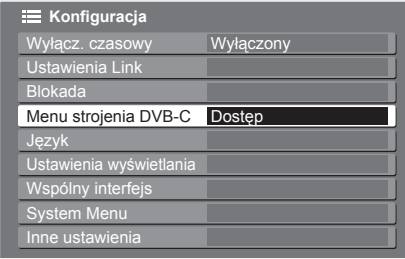 Konfiguracja
Wyłącz. czasowy Wyłączony
Ustawienia Link
Blokada
Menu strojenia DVB-C Dostęp
Język
Ustawienia wyświetlania
Wspólny interfejs
System Menu
Inne ustawienia